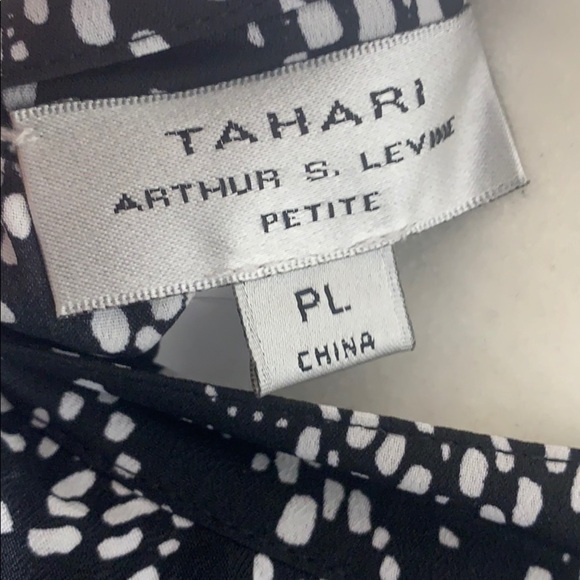 TAHARI
ARTHUR S. LEVINE
PETITE
PL
CHINA